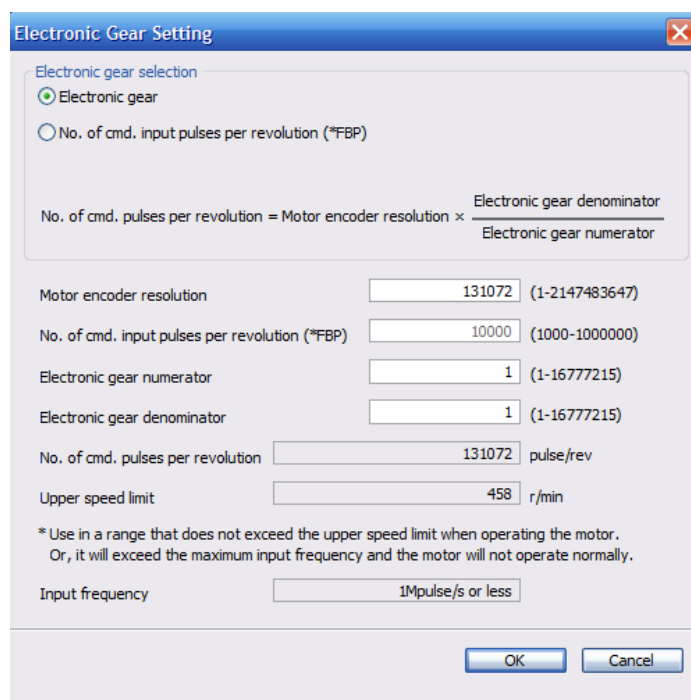 Electronic Gear Setting
Electronic gear selection
Electronic gear
No. of cmd. input pulses per revolution (*FBP)
No. of cmd. pulses per revolution = Motor encoder resolution × Electronic gear denominator
Electronic gear numerator
Motor encoder resolution 131072 (1-2147483647)
No. of cmd. input pulses per revolution (*FBP) 10000 (1000-1000000)
Electronic gear numerator 1 (1-16777215)
Electronic gear denominator 1 (1-16777215)
No. of cmd. pulses per revolution 131072 pulse/rev
Upper speed limit 458 r/min
* Use in a range that does not exceed the upper speed limit when operating the motor.
Or, it will exceed the maximum input frequency and the motor will not operate normally.
Input frequency 1Mpulse/s or less
OK Cancel